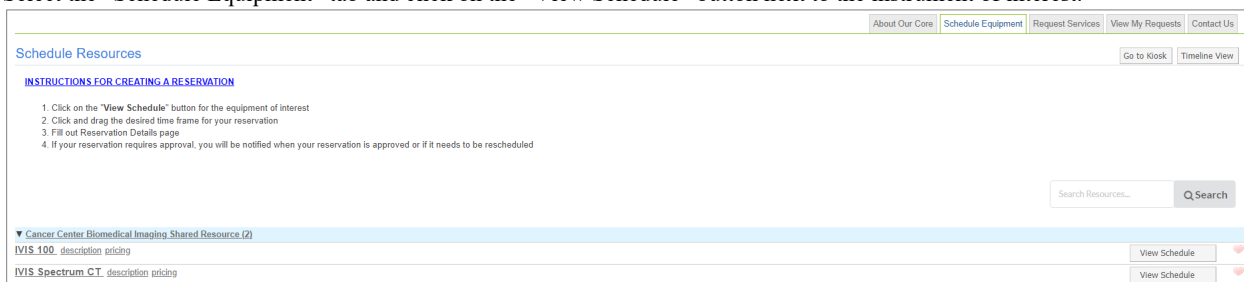 Select the "Schedule Equipment" tab and click on the "View Schedule" button next to the instrument of interest.
About Our Core Schedule Equipment Request Services View My Requests Contact Us
Schedule Resources
Go to Kiosk Timeline View
INSTRUCTIONS FOR CREATING A RESERVATION
1. Click on the "View Schedule" button for the equipment of interest
2. Click and drag the desired time frame for your reservation
3. Fill out Reservation Details page
4. If your reservation requires approval, you will be notified when your reservation is approved or if it needs to be rescheduled
Search Resources... Search
▼ Cancer Center Biomedical Imaging Shared Resource (2)
IVIS 100 description pricing View Schedule
IVIS Spectrum CT description pricing View Schedule